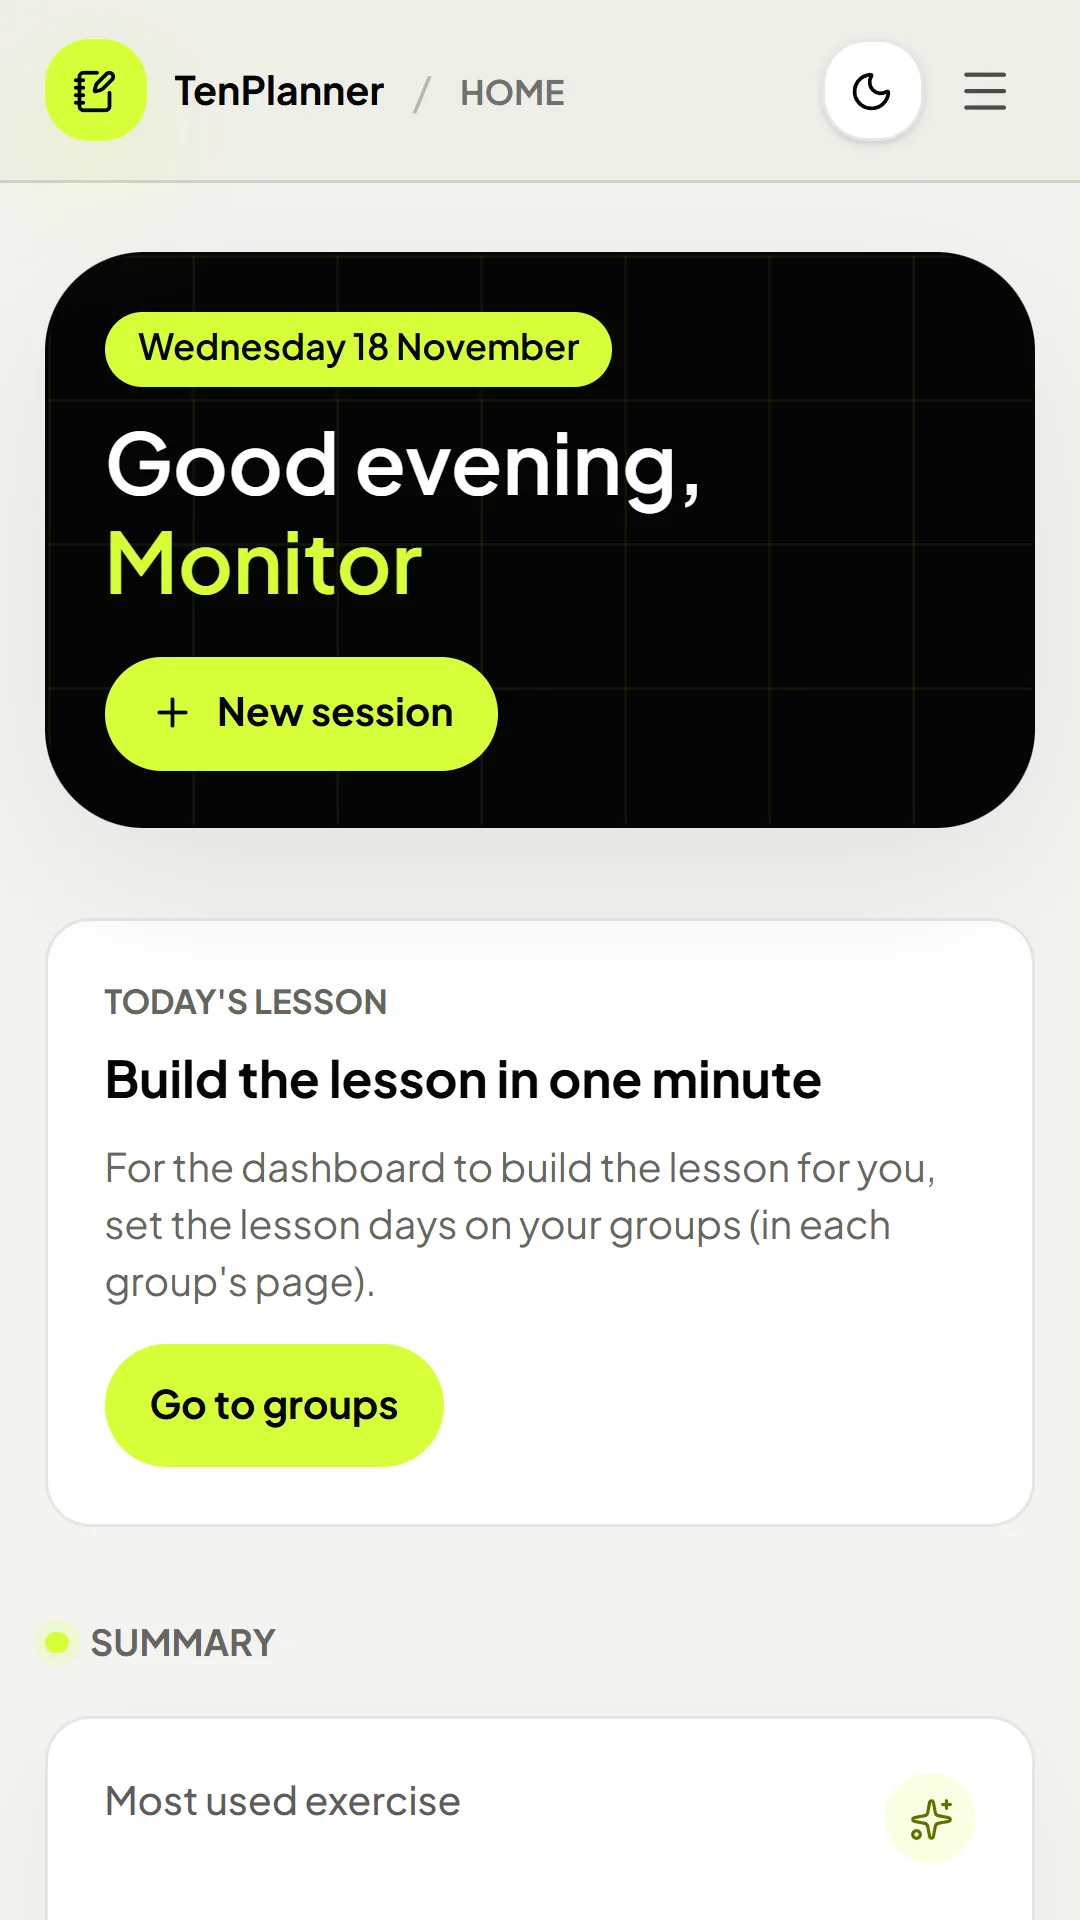 TenPlanner / HOME
Wednesday 18 November
Good evening,
Monitor
+ New session
TODAY'S LESSON
Build the lesson in one minute
For the dashboard to build the lesson for you,
set the lesson days on your groups (in each
group's page).
Go to groups
SUMMARY
Most used exercise